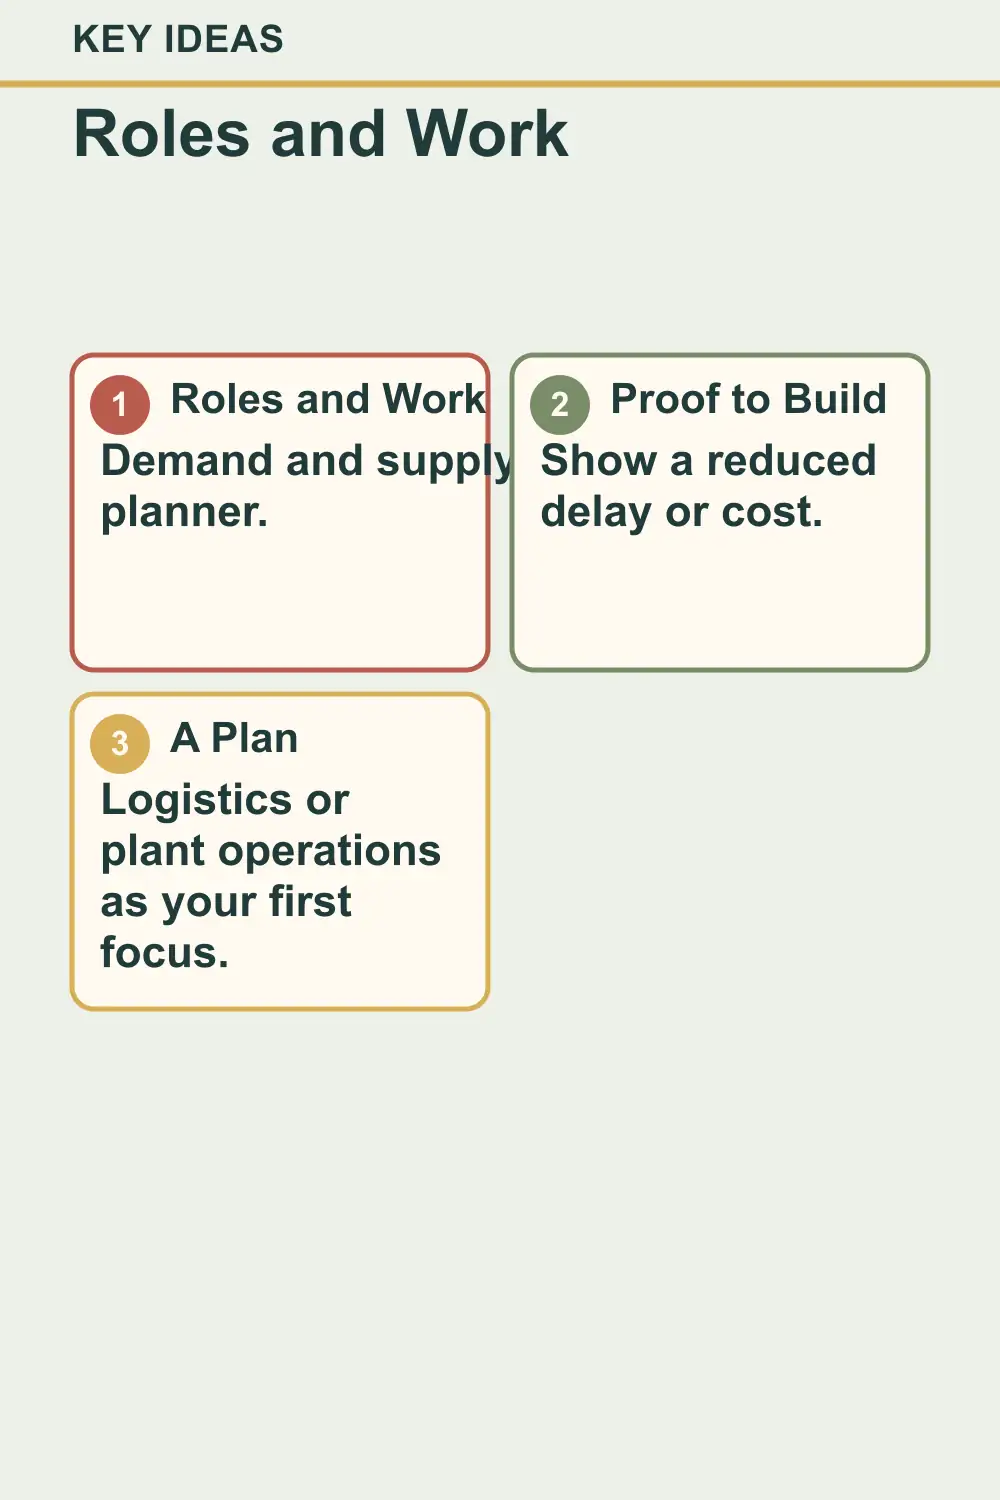 KEY IDEAS
Roles and Work
1
Roles and Work
Demand and supply
planner.
2
Proof to Build
Show a reduced
delay or cost.
3
A Plan
Logistics or
plant operations
as your first
focus.